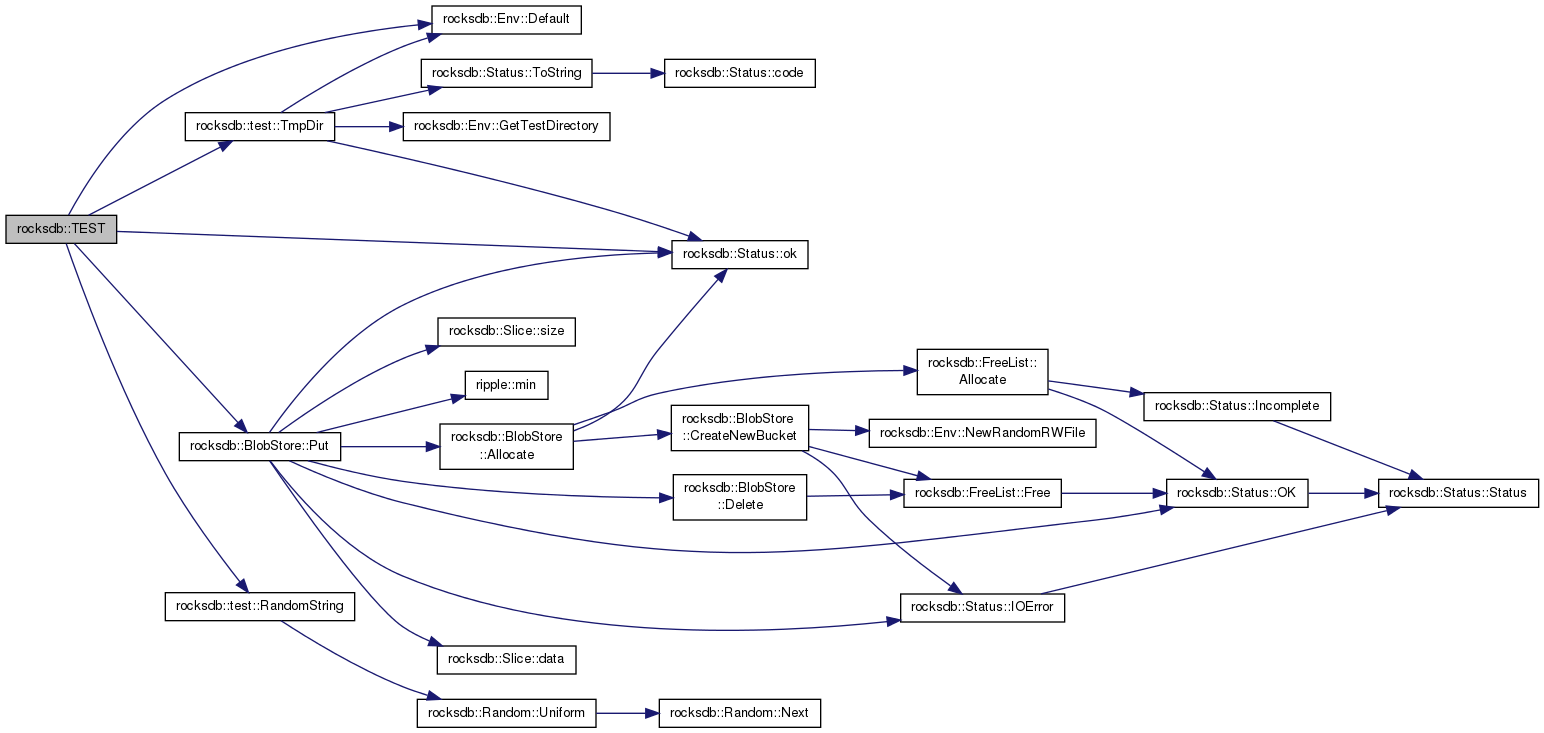 rocksdb::Env::Default
rocksdb::Status::ToString
rocksdb::Status::code
rocksdb::test::TmpDir
rocksdb::Env::GetTestDirectory
rocksdb::TEST
rocksdb::Status::ok
rocksdb::Slice::size
rocksdb::FreeList::
Allocate
ripple::min
rocksdb::Status::Incomplete
rocksdb::BlobStore::Put
rocksdb::BlobStore
::Allocate
rocksdb::BlobStore
::CreateNewBucket
rocksdb::Env::NewRandomRWFile
rocksdb::BlobStore
::Delete
rocksdb::FreeList::Free
rocksdb::Status::OK
rocksdb::Status::Status
rocksdb::test::RandomString
rocksdb::Status::IOError
rocksdb::Slice::data
rocksdb::Random::Uniform
rocksdb::Random::Next